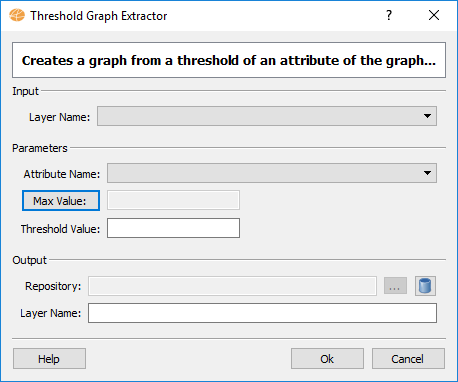 Threshold Graph Extractor
?
Creates a graph from a threshold of an attribute of the graph...
Input
Layer Name:
Parameters
Attribute Name:
Max Value:
Threshold Value:
Output
Repository:
...
Layer Name:
Help
Ok
Cancel